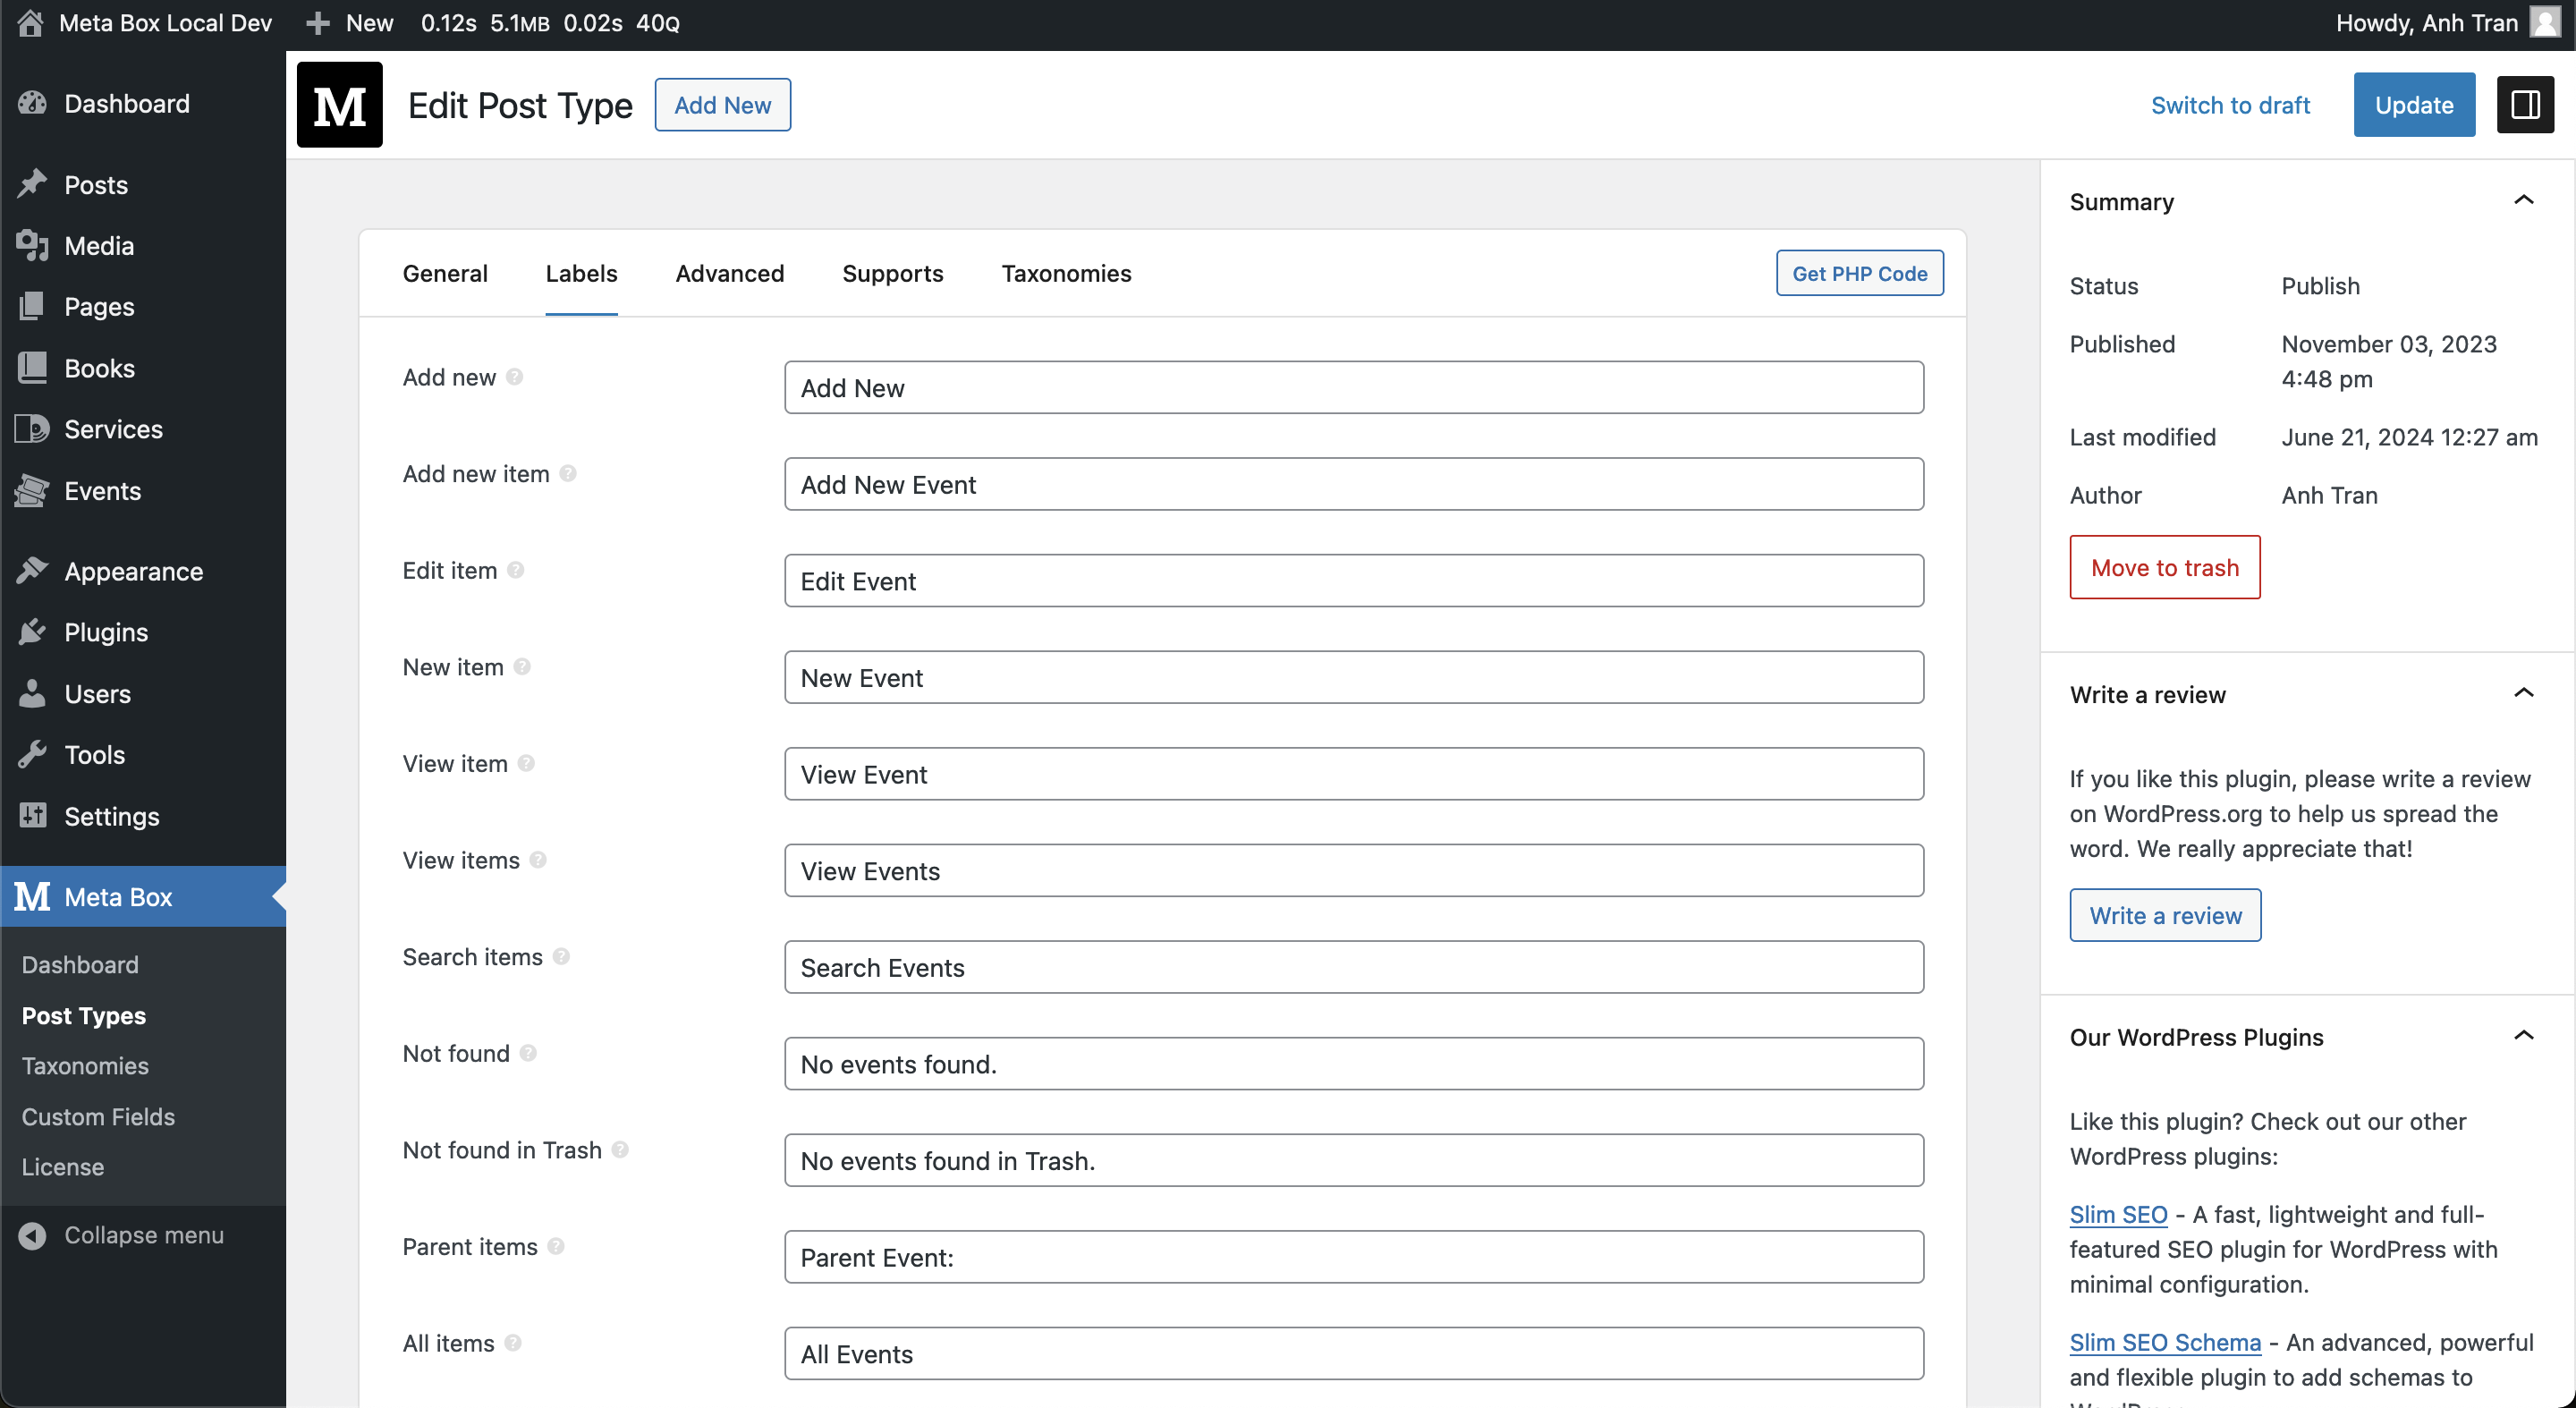 Meta Box Local Dev
New
0.12s 5.1MB 0.02s 40Q
Howdy, Anh Tran
Dashboard
Posts
Media
Pages
Books
Services
Events
Appearance
Plugins
Users
Tools
Settings
M Meta Box
Dashboard
Post Types
Taxonomies
Custom Fields
License
Collapse menu
M Edit Post Type
Add New
Switch to draft
Update
General Labels Advanced Supports Taxonomies
Get PHP Code
Add new ?
Add New
Add new item ?
Add New Event
Edit item ?
Edit Event
New item ?
New Event
View item ?
View Event
View items ?
View Events
Search items ?
Search Events
Not found ?
No events found.
Not found in Trash ?
No events found in Trash.
Parent items ?
Parent Event:
All items ?
All Events
Summary
Status Publish
Published November 03, 2023
4:48 pm
Last modified June 21, 2024 12:27 am
Author Anh Tran
Move to trash
Write a review
If you like this plugin, please write a review
on WordPress.org to help us spread the
word. We really appreciate that!
Write a review
Our WordPress Plugins
Like this plugin? Check out our other
WordPress plugins:
Slim SEO - A fast, lightweight and full-
featured SEO plugin for WordPress with
minimal configuration.
Slim SEO Schema - An advanced, powerful
and flexible plugin to add schemas to